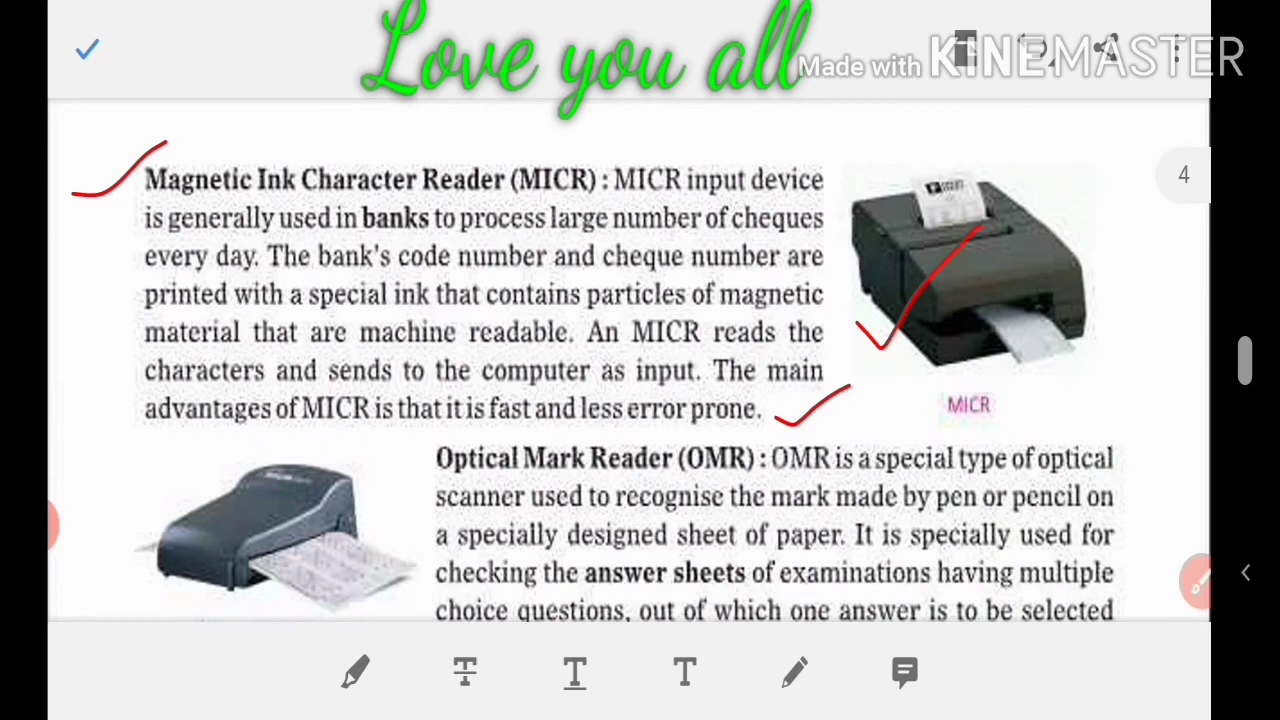 Love you all
Made with KINEMASTER
4
Magnetic Ink Character Reader (MICR) : MICR input device
is generally used in banks to process large number of cheques
every day. The bank's code number and cheque number are
printed with a special ink that contains particles of magnetic
material that are machine readable. An MICR reads the
characters and sends to the computer as input. The main
advantages of MICR is that it is fast and less error prone.
MICR
Optical Mark Reader (OMR) : OMR is a special type of optical
scanner used to recognise the mark made by pen or pencil on
a specially designed sheet of paper. It is specially used for
checking the answer sheets of examinations having multiple
choice questions, out of which one answer is to be selected